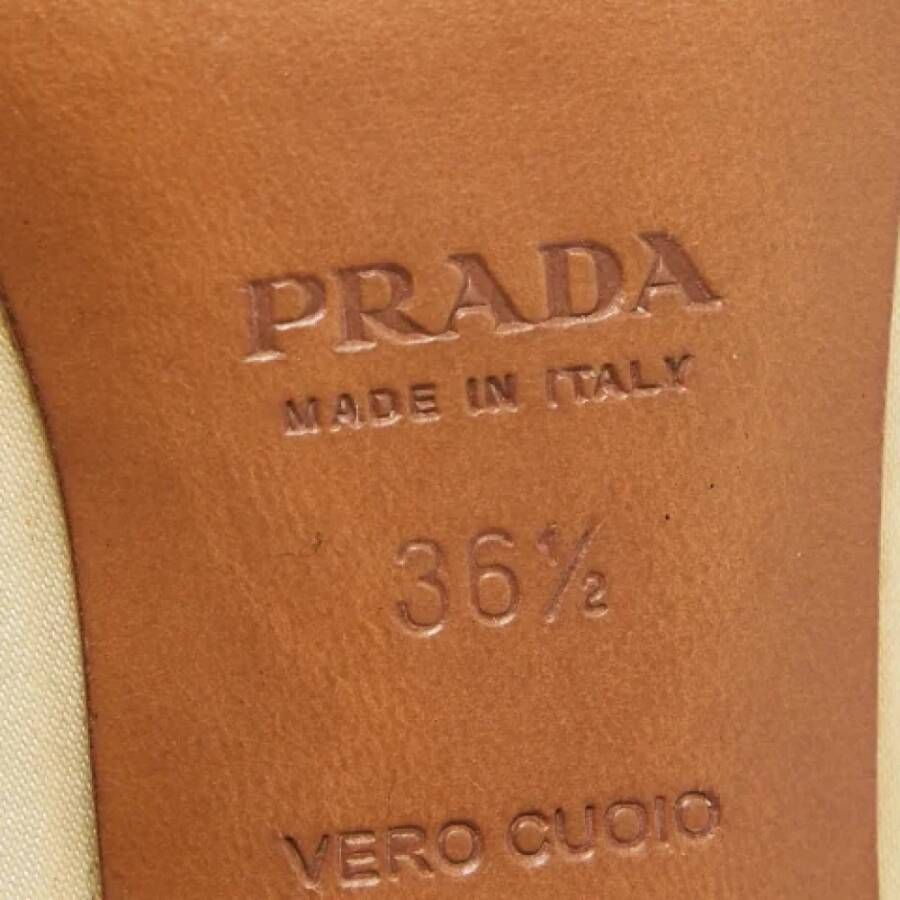 PRADA
MADE IN ITALY
36½
VERO CUOIO